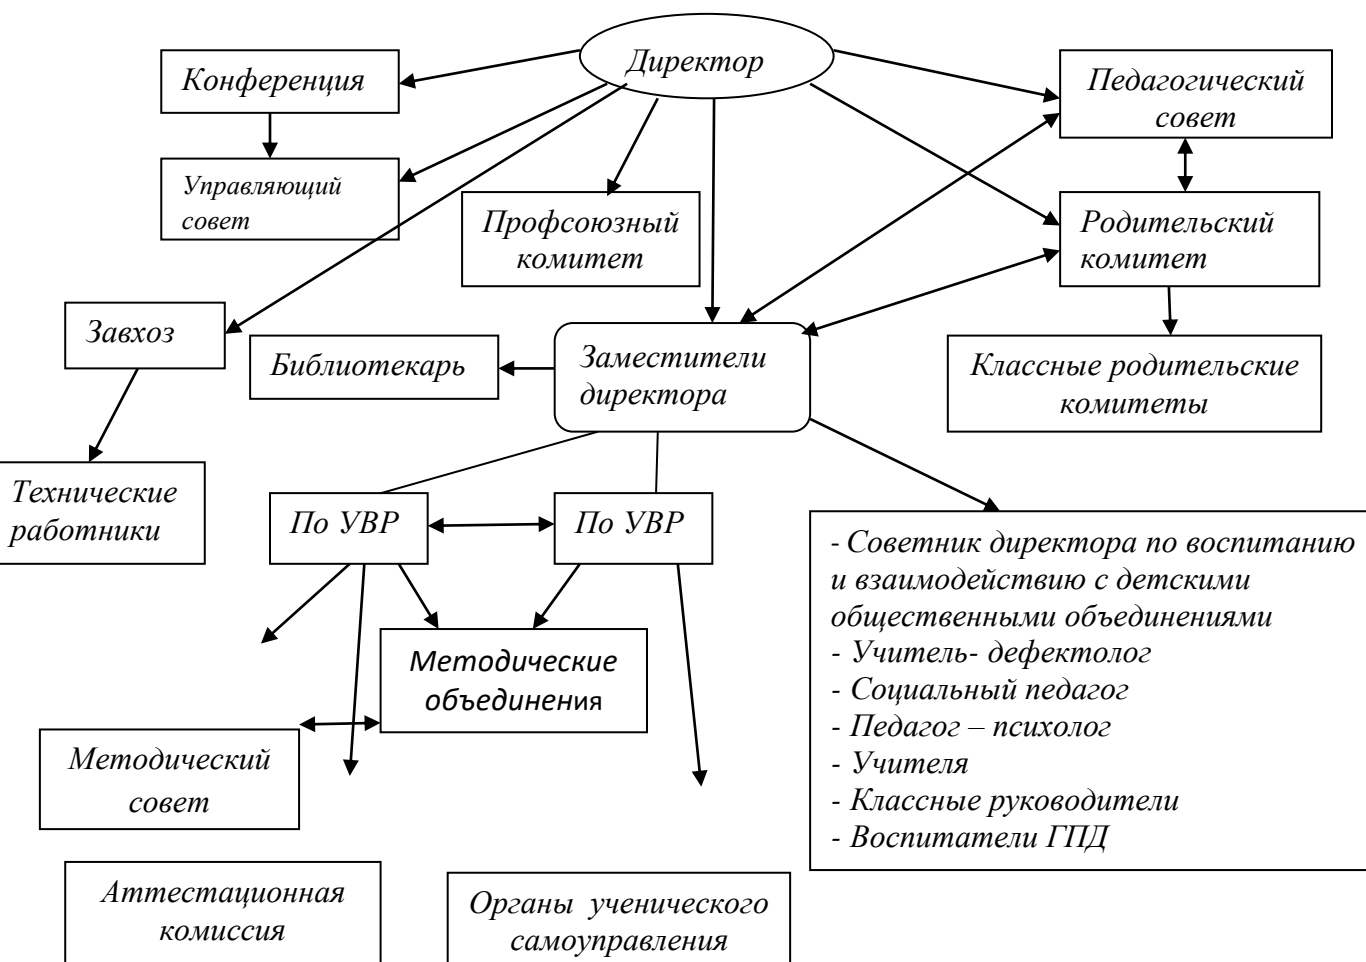 Директор
Конференция
Педагогический
совет
Управляющий
совет
Профсоюзный
комитет
Родительский
комитет
Завхоз
Библиотекарь
Заместители
директора
Классные родительские
комитеты
Технические
работники
По УВР
По УВР
- Советник директора по воспитанию
и взаимодействию с детскими
общественными объединениями
- Учитель- дефектолог
- Социальный педагог
- Педагог – психолог
- Учителя
- Классные руководители
- Воспитатели ГПД
Методические
объединения
Методический
совет
Аттестационная
комиссия
Органы ученического
самоуправления